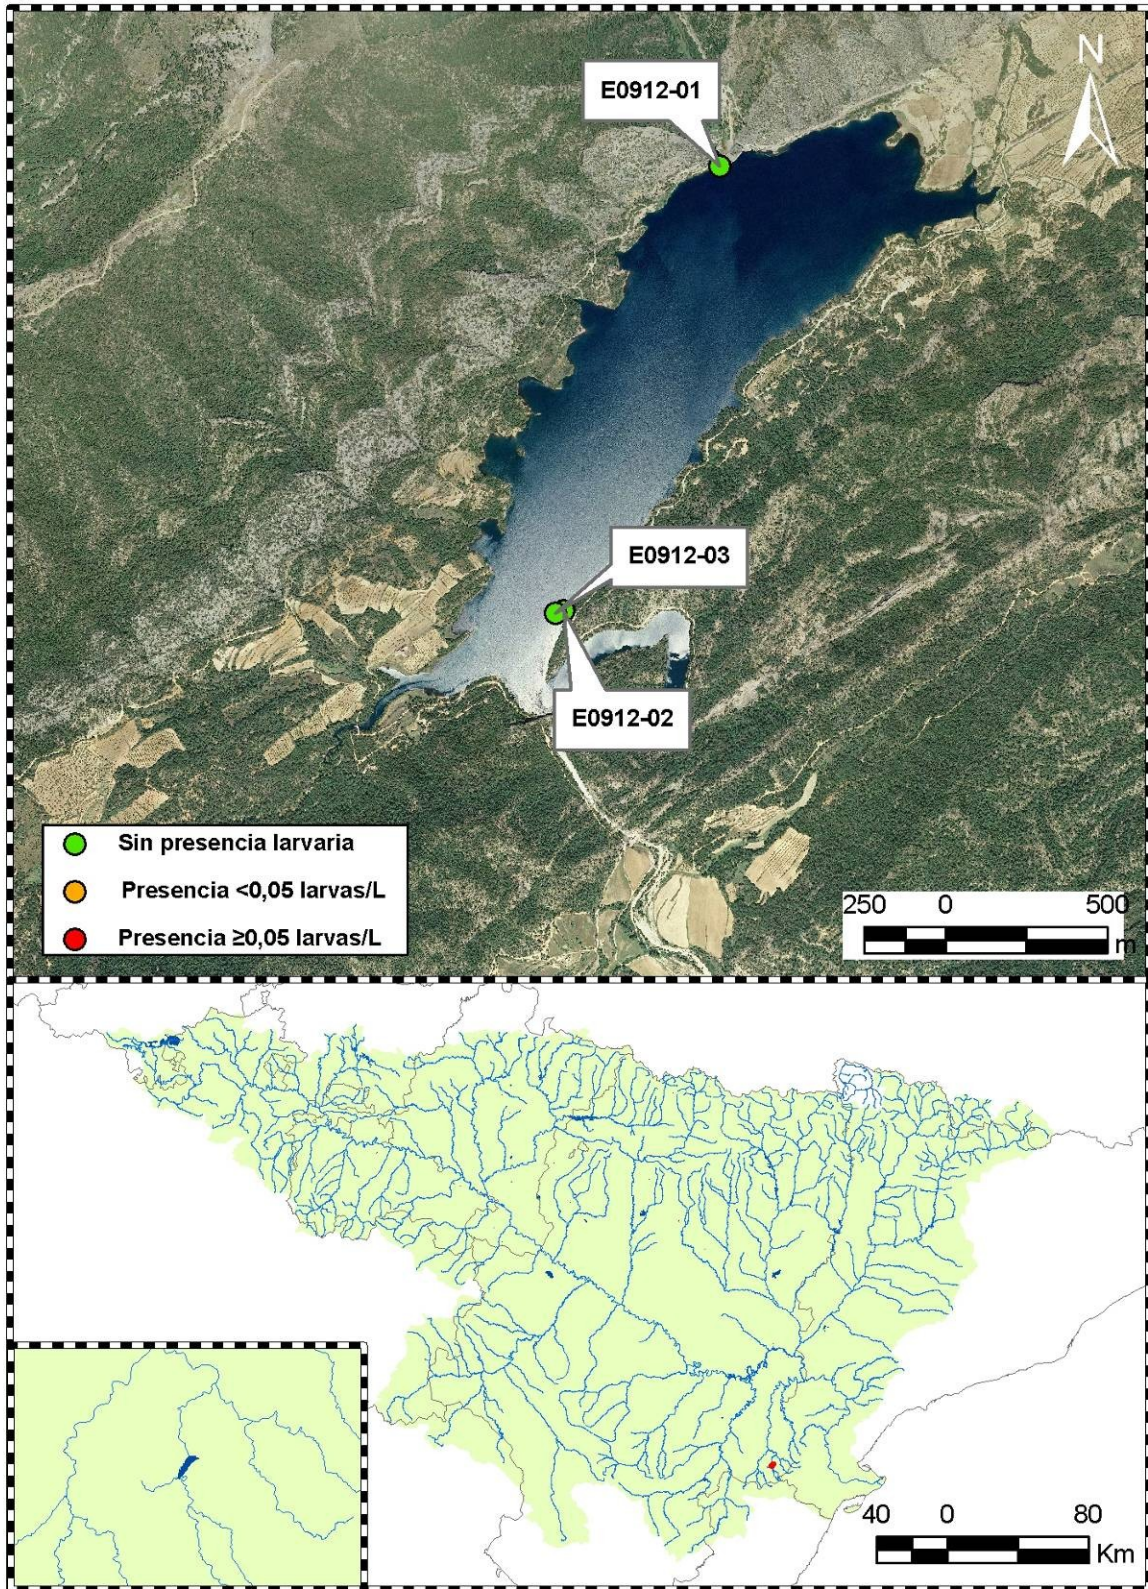 N
E0912-01
E0912-03
E0912-02
Sin presencia larvaria
Presencia <0,05 larvas/L
Presencia ≥0,05 larvas/L
250 0 500
m
40 0 80
Km